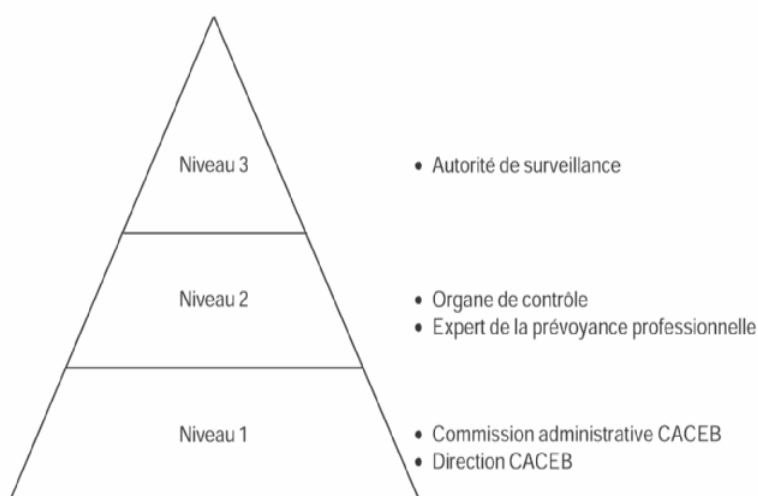 Niveau 3
• Autorité de surveillance
Niveau 2
• Organe de contrôle
• Expert de la prévoyance professionnelle
Niveau 1
• Commission administrative CACEB
• Direction CACEB